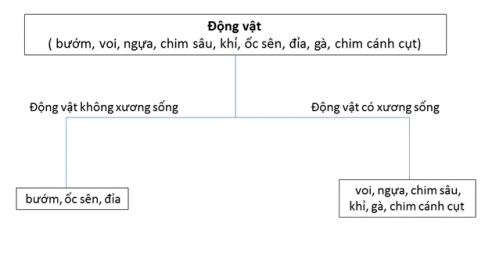 Động vật
( bướm, voi, ngựa, chim sâu, khỉ, ốc sên, đỉa, gà, chim cánh cụt)
Động vật không xương sống
Động vật có xương sống
bướm, ốc sên, đỉa
voi, ngựa, chim sâu,
khỉ, gà, chim cánh cụt